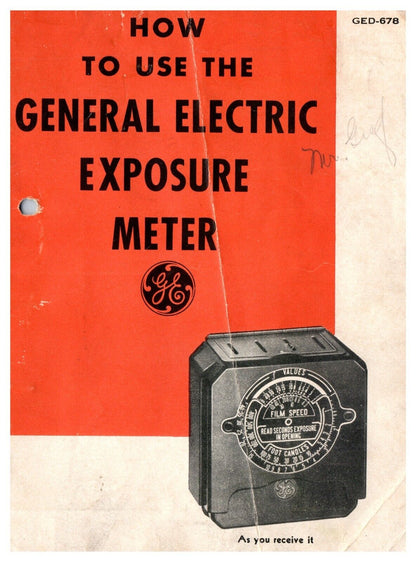 GED-678
HOW
TO USE THE
GENERAL ELECTRIC
EXPOSURE
METER
GE
VALUES
FILM SPEED
READ SECONDS EXPOSURE
IN OPENING
FOOT CANDLES
GE
As you receive it